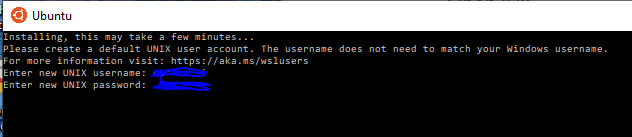 Ubuntu
Installing, this may take a few minutes...
Please create a default UNIX user account. The username does not need to match your Windows username.
For more information visit: https://aka.ms/wslusers
Enter new UNIX username:
Enter new UNIX password: